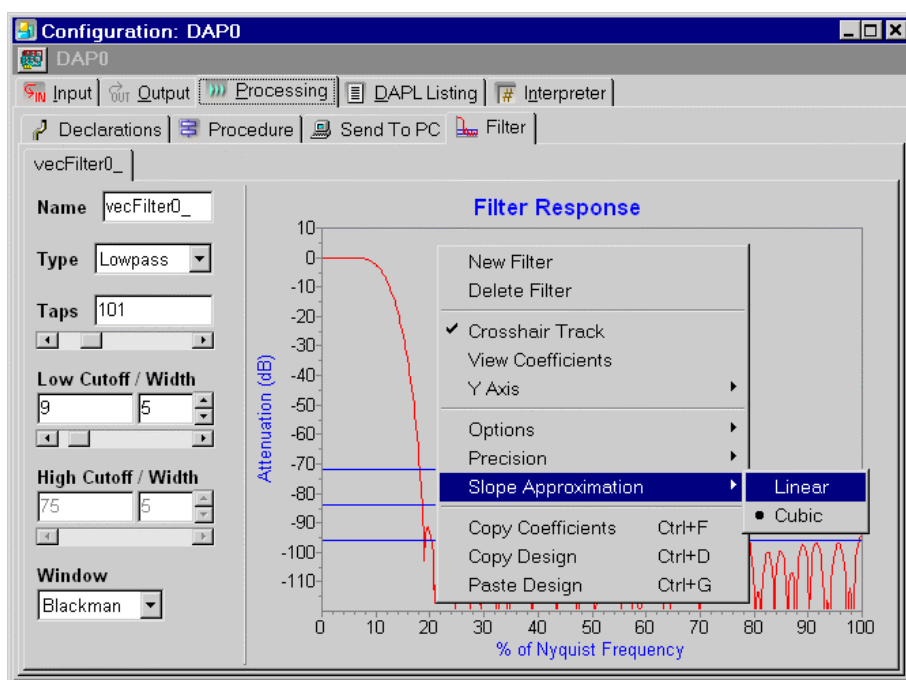 Configuration: DAP0
DAP0
IN Input OUT Output Processing DAPL Listing # Interpreter
Declarations Procedure Send To PC Filter
vecFilter0_
Name vecFilter0_
Type Lowpass
Taps 101
Low Cutoff / Width
9 5
High Cutoff / Width
75 5
Window
Blackman
Filter Response
Attenuation (dB)
10
0
-10
-20
-30
-40
-50
-60
-70
-80
-90
-100
-110
0 10 20 30 40 50 60 70 80 90 100
% of Nyquist Frequency
New Filter
Delete Filter
✔ Crosshair Track
View Coefficients
Y Axis
Options
Precision
Slope Approximation
Copy Coefficients Ctrl+F
Copy Design Ctrl+D
Paste Design Ctrl+G
Linear
• Cubic